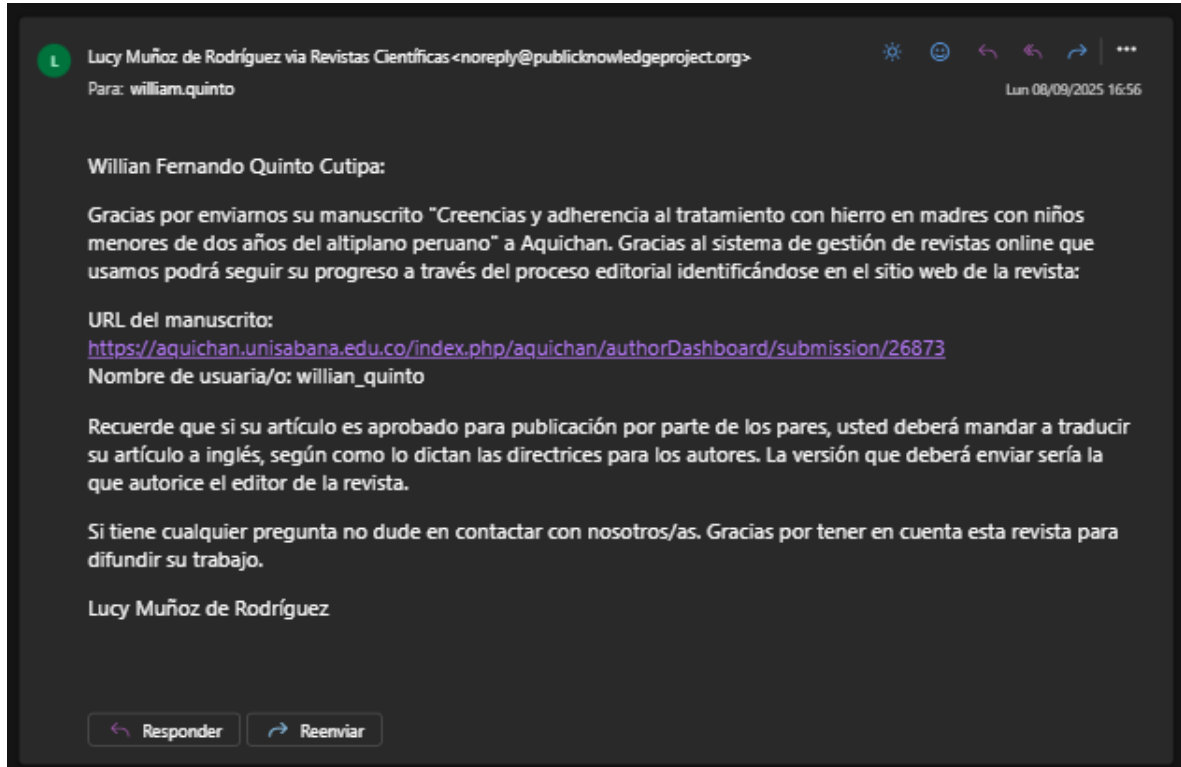 L
Lucy Muñoz de Rodríguez via Revistas Científicas<noreply@publicknowledgeproject.org>
Para: william.quinto
Lun 08/09/2025 16:56
Willian Fernando Quinto Cutipa:
Gracias por enviarnos su manuscrito "Creencias y adherencia al tratamiento con hierro en madres con niños
menores de dos años del altiplano peruano" a Aquichan. Gracias al sistema de gestión de revistas online que
usamos podrá seguir su progreso a través del proceso editorial identificándose en el sitio web de la revista:
URL del manuscrito:
https://aquichan.unisabana.edu.co/index.php/aquichan/authorDashboard/submission/26873
Nombre de usuaria/o: willian_quinto
Recuerde que si su artículo es aprobado para publicación por parte de los pares, usted deberá mandar a traducir
su artículo a inglés, según como lo dictan las directrices para los autores. La versión que deberá enviar sería la
que autorice el editor de la revista.
Si tiene cualquier pregunta no dude en contactar con nosotros/as. Gracias por tener en cuenta esta revista para
difundir su trabajo.
Lucy Muñoz de Rodríguez
Responder
Reenviar